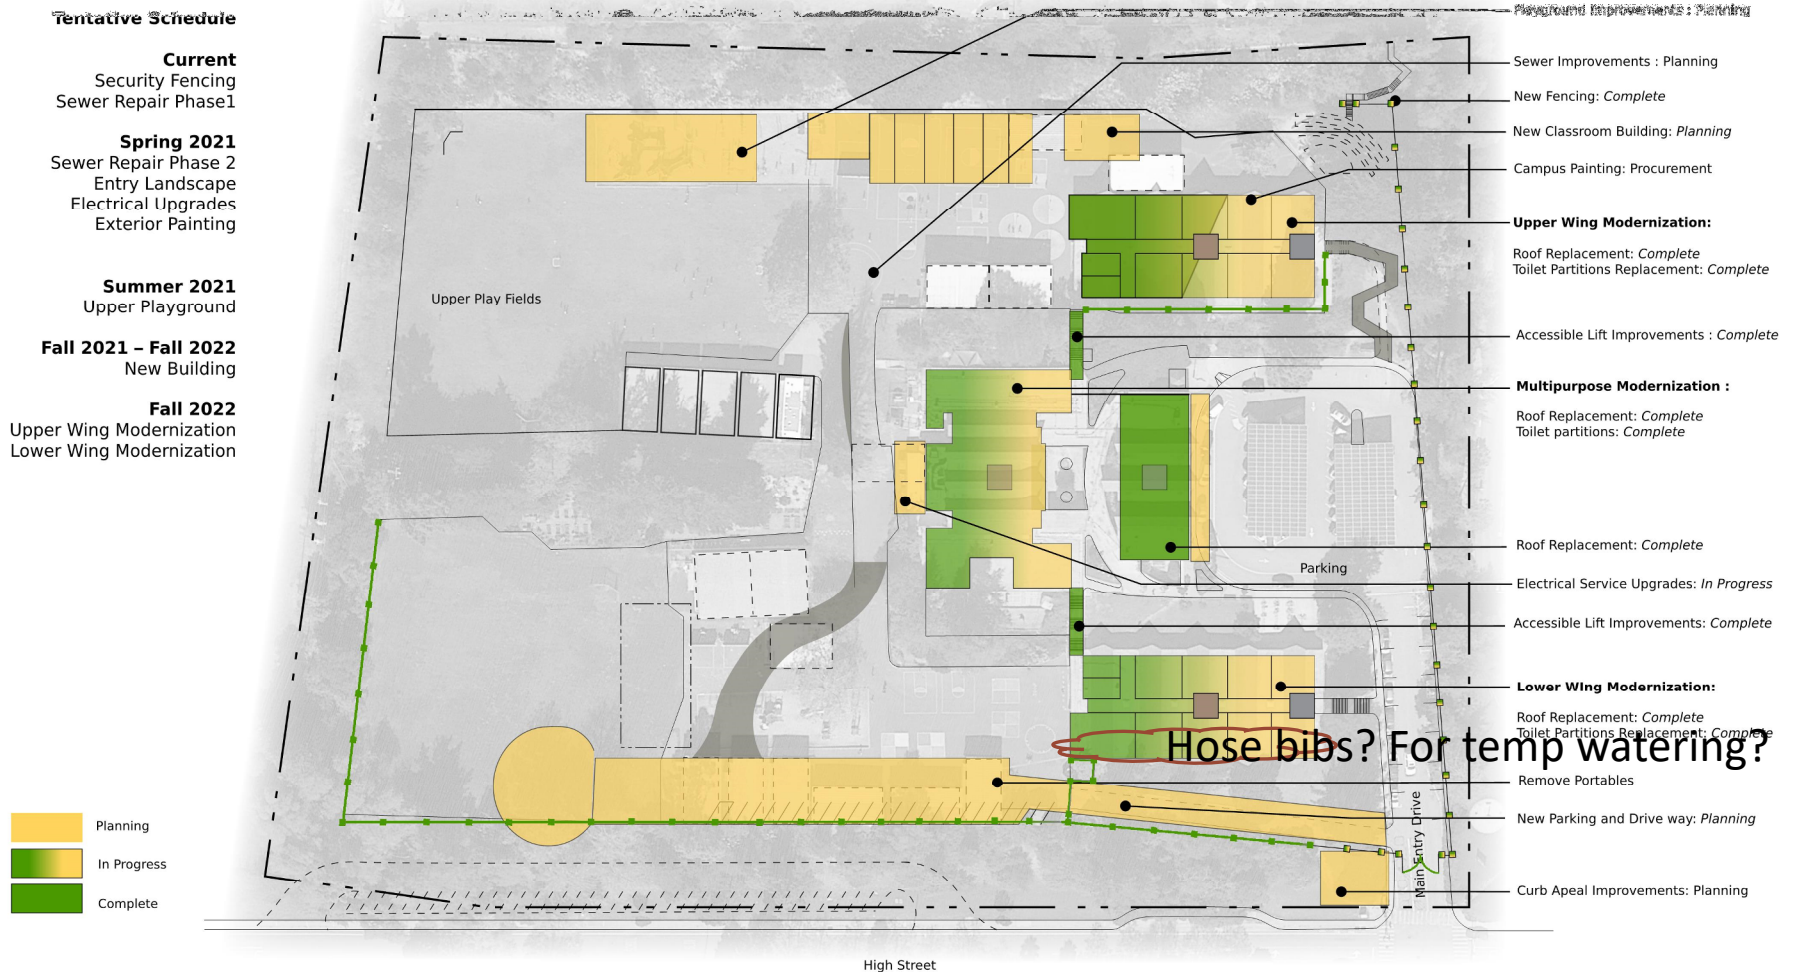 Tentative Schedule
Current
Security Fencing
Sewer Repair Phase1
Spring 2021
Sewer Repair Phase 2
Entry Landscape
Electrical Upgrades
Exterior Painting
Summer 2021
Upper Playground
Fall 2021 – Fall 2022
New Building
Fall 2022
Upper Wing Modernization
Lower Wing Modernization
Planning
In Progress
Complete
Upper Play Fields
Parking
Main Entry Drive
High Street
Playground Improvements : Planning
Sewer Improvements : Planning
New Fencing: Complete
New Classroom Building: Planning
Campus Painting: Procurement
Upper Wing Modernization:
Roof Replacement: Complete
Toilet Partitions Replacement: Complete
Accessible Lift Improvements : Complete
Multipurpose Modernization :
Roof Replacement: Complete
Toilet partitions: Complete
Roof Replacement: Complete
Electrical Service Upgrades: In Progress
Accessible Lift Improvements: Complete
Lower WIng Modernization:
Roof Replacement: Complete
Toilet Partitions Replacement: Complete
Hose bibs? For temp watering?
Remove Portables
New Parking and Drive way: Planning
Curb Apeal Improvements: Planning